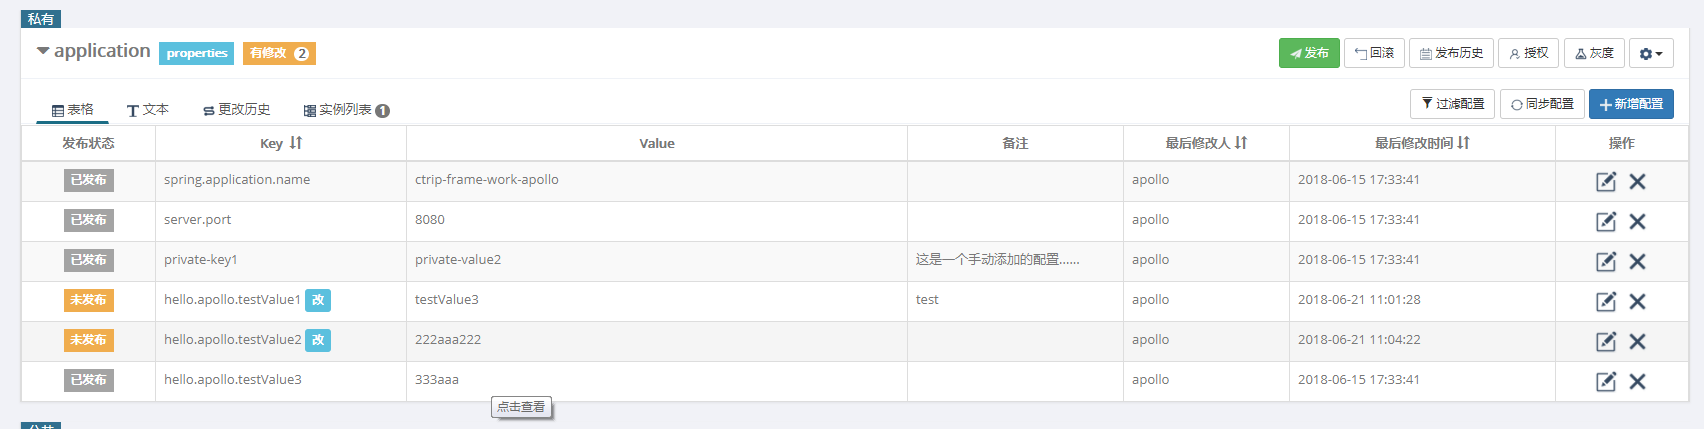 私有
application properties 有修改 2 发布 回滚 发布历史 授权 灰度
表格 文本 更改历史 实例列表 1 过滤配置 同步配置 新增配置
发布状态 Key Value 备注 最后修改人 最后修改时间 操作
已发布 spring.application.name ctrip-frame-work-apollo apollo 2018-06-15 17:33:41
已发布 server.port 8080 apollo 2018-06-15 17:33:41
已发布 private-key1 private-value2 这是一个手动添加的配置...... apollo 2018-06-15 17:33:41
未发布 hello.apollo.testValue1 改 testValue3 test apollo 2018-06-21 11:01:28
未发布 hello.apollo.testValue2 改 222aaa222 apollo 2018-06-21 11:04:22
已发布 hello.apollo.testValue3 333aaa apollo 2018-06-15 17:33:41
点击查看